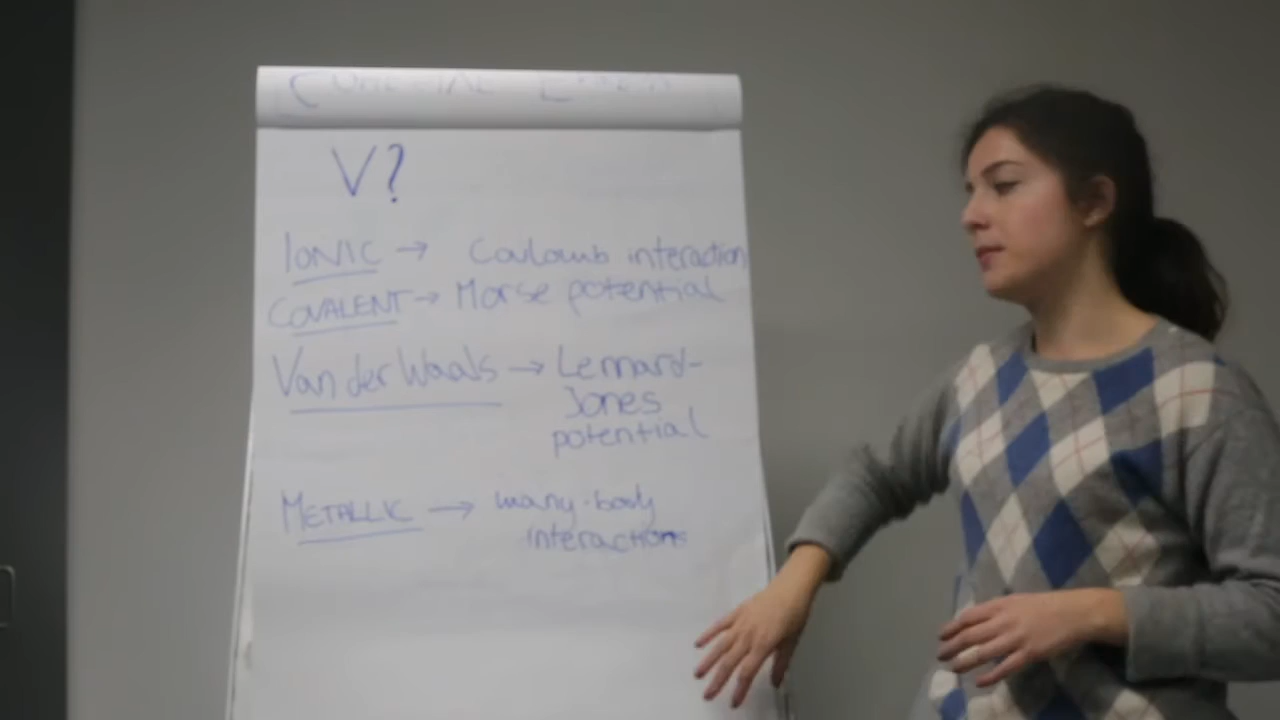 V?
IONIC → Coulomb interaction
COVALENT → Morse potential
Van der Waals → Lennard-
Jones
potential
METALLIC → many-body
interactions